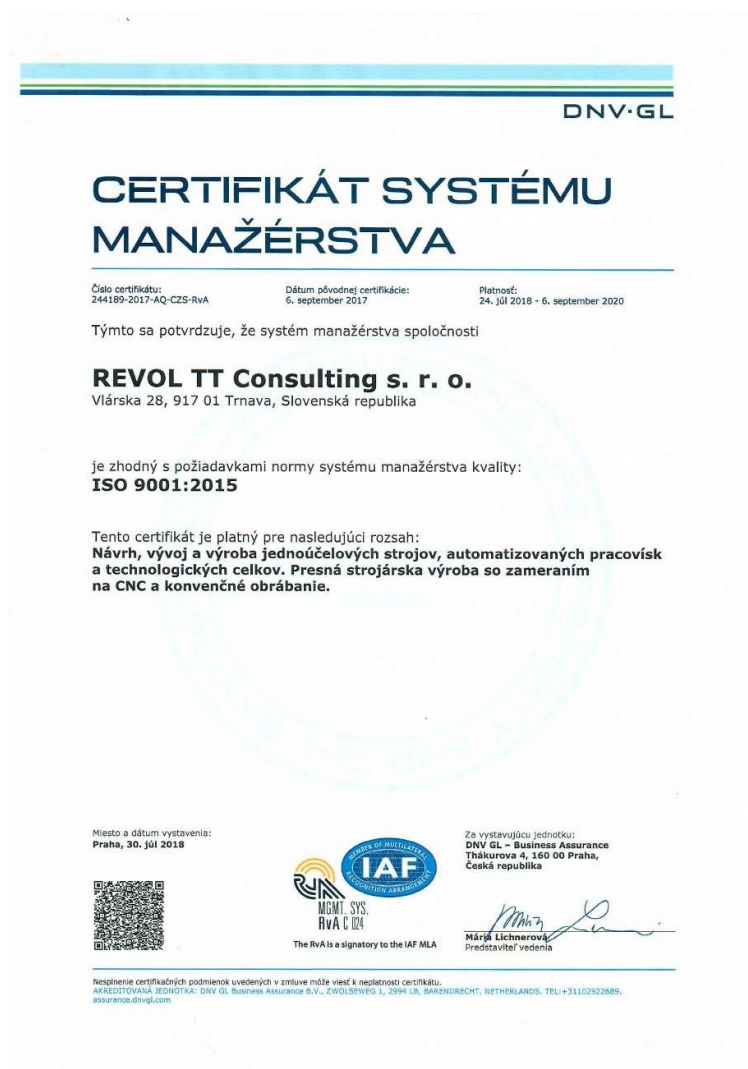 DNV·GL
CERTIFIKÁT SYSTÉMU
MANAŽÉRSTVA
Číslo certifikátu:
244189-2017-AQ-CZS-RvA
Dátum pôvodnej certifikácie:
6. september 2017
Platnosť:
24. júl 2018 - 6. september 2020
Týmto sa potvrdzuje, že systém manažérstva spoločnosti
REVOL TT Consulting s. r. o.
Vlárska 28, 917 01 Trnava, Slovenská republika
je zhodný s požiadavkami normy systému manažérstva kvality:
ISO 9001:2015
Tento certifikát je platný pre nasledujúci rozsah:
Návrh, vývoj a výroba jednoúčelových strojov, automatizovaných pracovísk
a technologických celkov. Presná strojárska výroba so zameraním
na CNC a konvenčné obrábanie.
Miesto a dátum vystavenia:
Praha, 30. júl 2018
RvA
MGMT. SYS.
RvA C 024
MEMBER OF MULTILATERAL
IAF
RECOGNITION ARRANGEMENT
The RvA is a signatory to the IAF MLA
Za vystavujúcu jednotku:
DNV GL – Business Assurance
Thákurova 4, 160 00 Praha,
Česká republika
Mária Lichnerová
Predstaviteľ vedenia
Nesplnenie certifikačných podmienok uvedených v zmluve môže viesť k neplatnosti certifikátu.
AKREDITOVANÁ JEDNOTKA: DNV GL Business Assurance B.V., ZWOLSEWEG 1, 2994 LB, BARENDRECHT, NETHERLANDS. TEL:+31102922689.
assurance.dnvgl.com